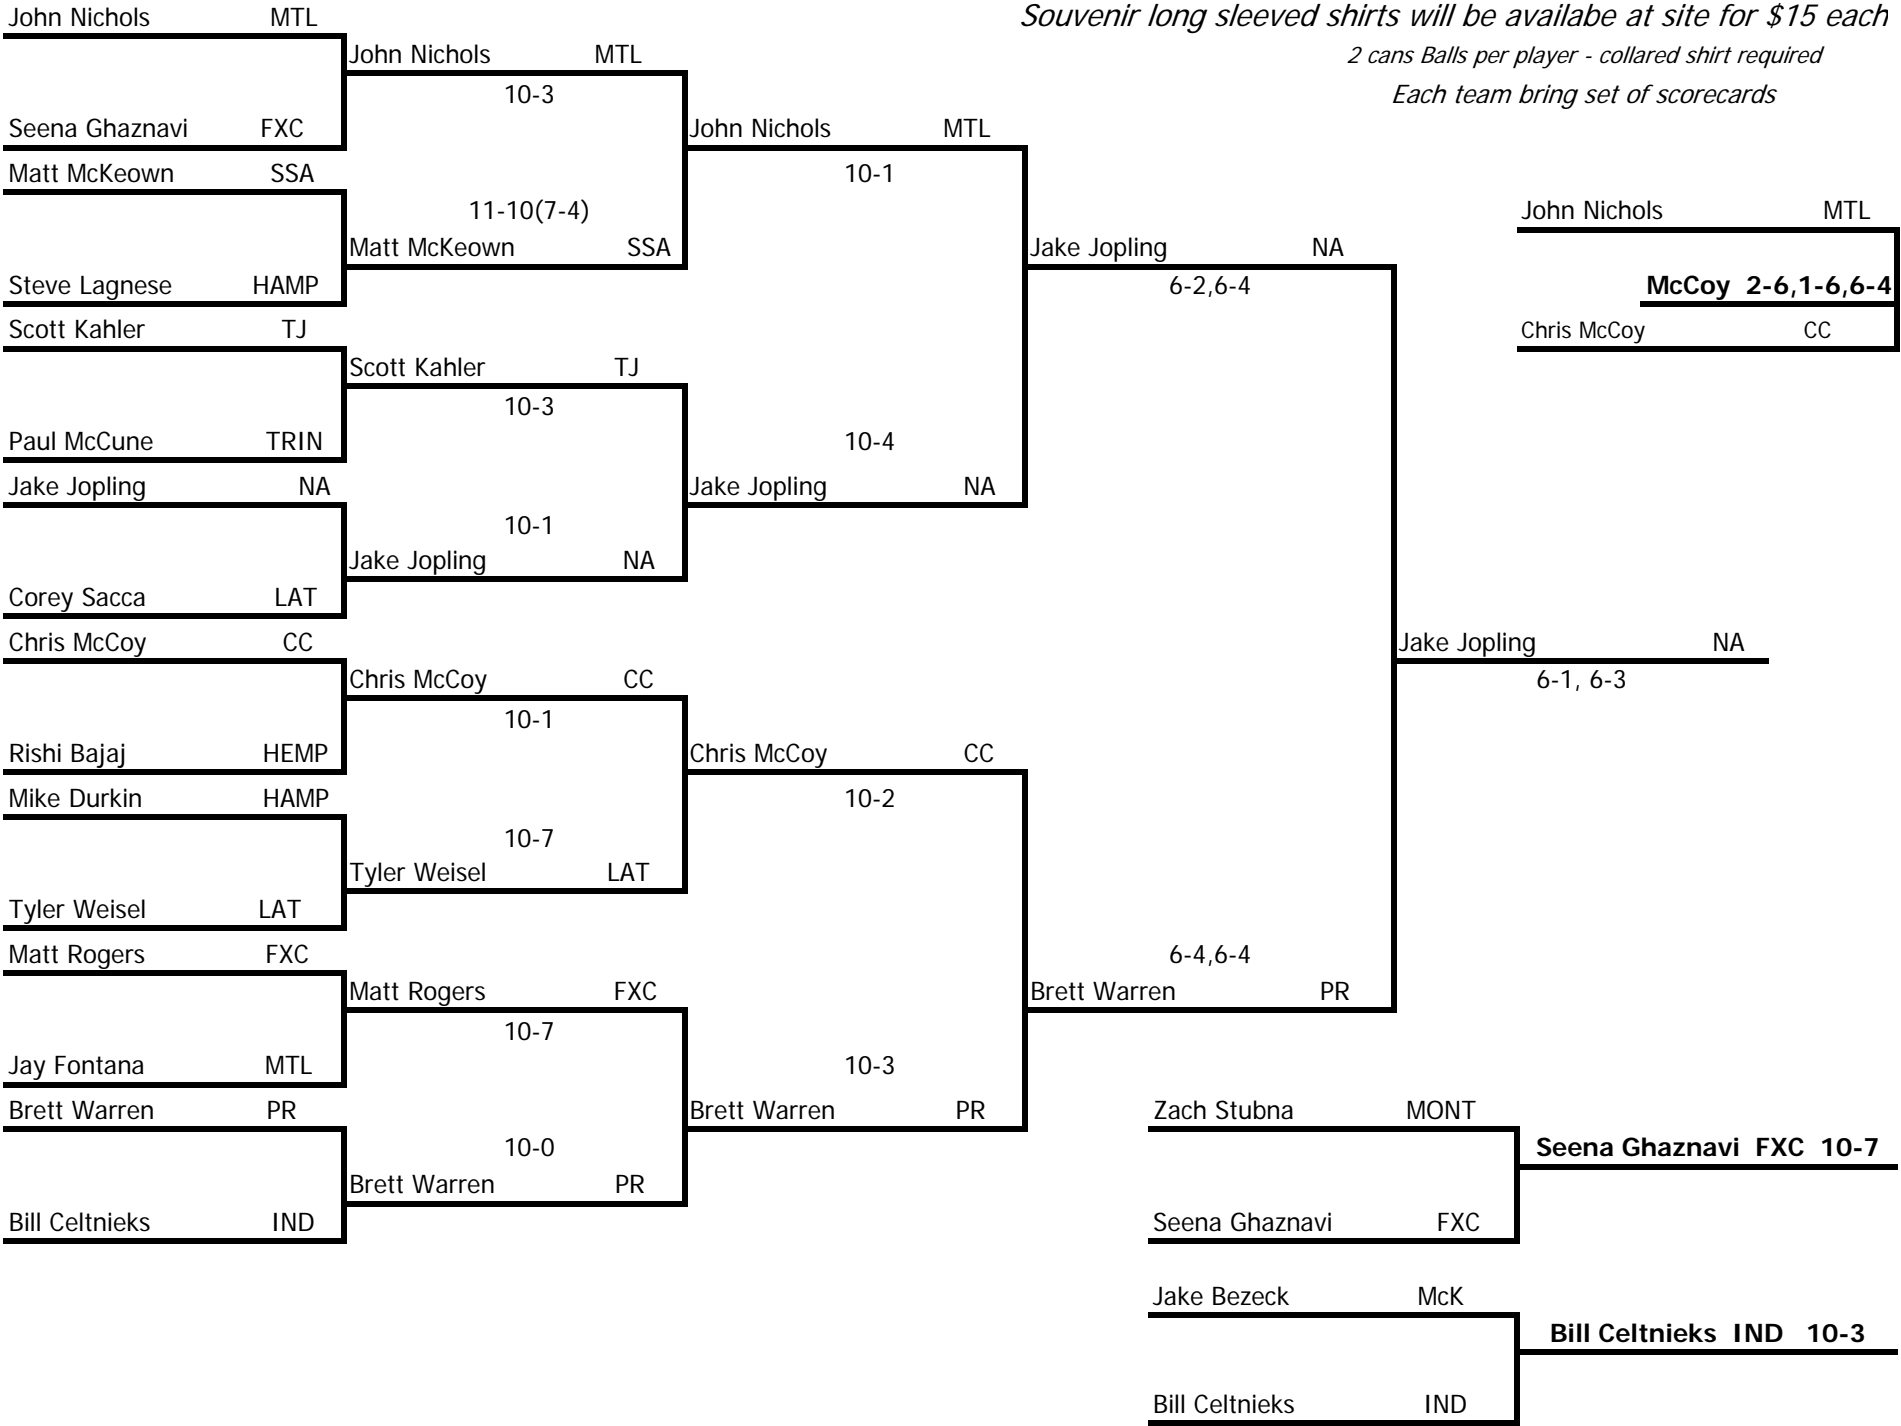 Souvenir long sleeved shirts will be availabe at site for $15 each
2 cans Balls per player - collared shirt required
Each team bring set of scorecards
John Nichols MTL
Seena Ghaznavi FXC
Matt McKeown SSA
Steve Lagnese HAMP
Scott Kahler TJ
Paul McCune TRIN
Jake Jopling NA
Corey Sacca LAT
Chris McCoy CC
Rishi Bajaj HEMP
Mike Durkin HAMP
Tyler Weisel LAT
Matt Rogers FXC
Jay Fontana MTL
Brett Warren PR
Bill Celtnieks IND
John Nichols MTL
10-3
11-10(7-4)
Matt McKeown SSA
Scott Kahler TJ
10-3
10-1
Jake Jopling NA
Chris McCoy CC
10-1
10-7
Tyler Weisel LAT
Matt Rogers FXC
10-7
10-0
Brett Warren PR
John Nichols MTL
10-1
10-4
Jake Jopling NA
Chris McCoy CC
10-2
10-3
Brett Warren PR
Jake Jopling NA
6-2,6-4
6-4,6-4
Brett Warren PR
Jake Jopling NA
6-1, 6-3
John Nichols MTL
McCoy 2-6,1-6,6-4
Chris McCoy CC
Zach Stubna MONT
Seena Ghaznavi FXC 10-7
Seena Ghaznavi FXC
Jake Bezeck McK
Bill Celtnieks IND 10-3
Bill Celtnieks IND